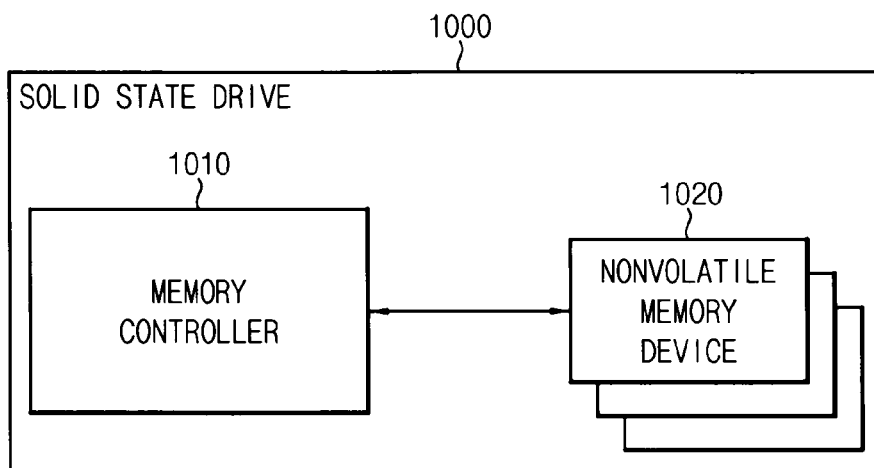 1000
SOLID STATE DRIVE
1010
MEMORY
CONTROLLER
1020
NONVOLATILE
MEMORY
DEVICE